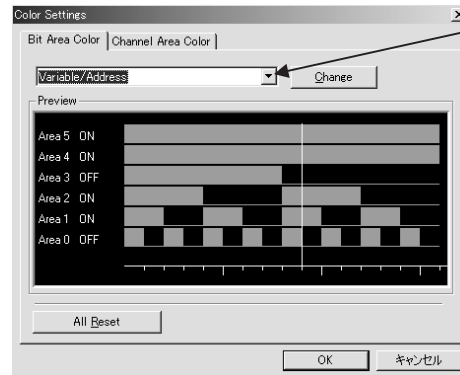 Color Settings
Bit Area Color Channel Area Color
Variable/Address Change
Preview
Area 5 ON
Area 4 ON
Area 3 OFF
Area 2 ON
Area 1 ON
Area 0 OFF
All Reset
OK キャンセル